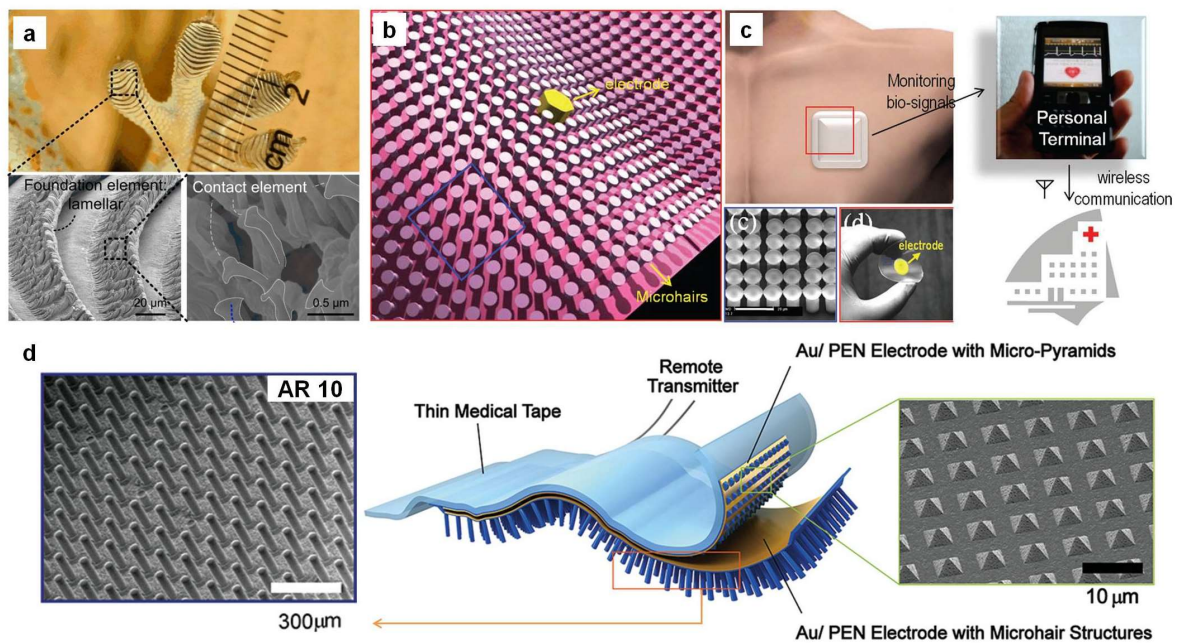 a
2
cm
Foundation element:
lamellar
20 μm
Contact element
0.5 μm
b
electrode
Microhairs
c
Monitoring
bio-signals
Personal
Terminal
wireless
communication
(c)
(d)
electrode
d
AR 10
300μm
Thin Medical Tape
Remote
Transmitter
Au/ PEN Electrode with Micro-Pyramids
10 μm
Au/ PEN Electrode with Microhair Structures